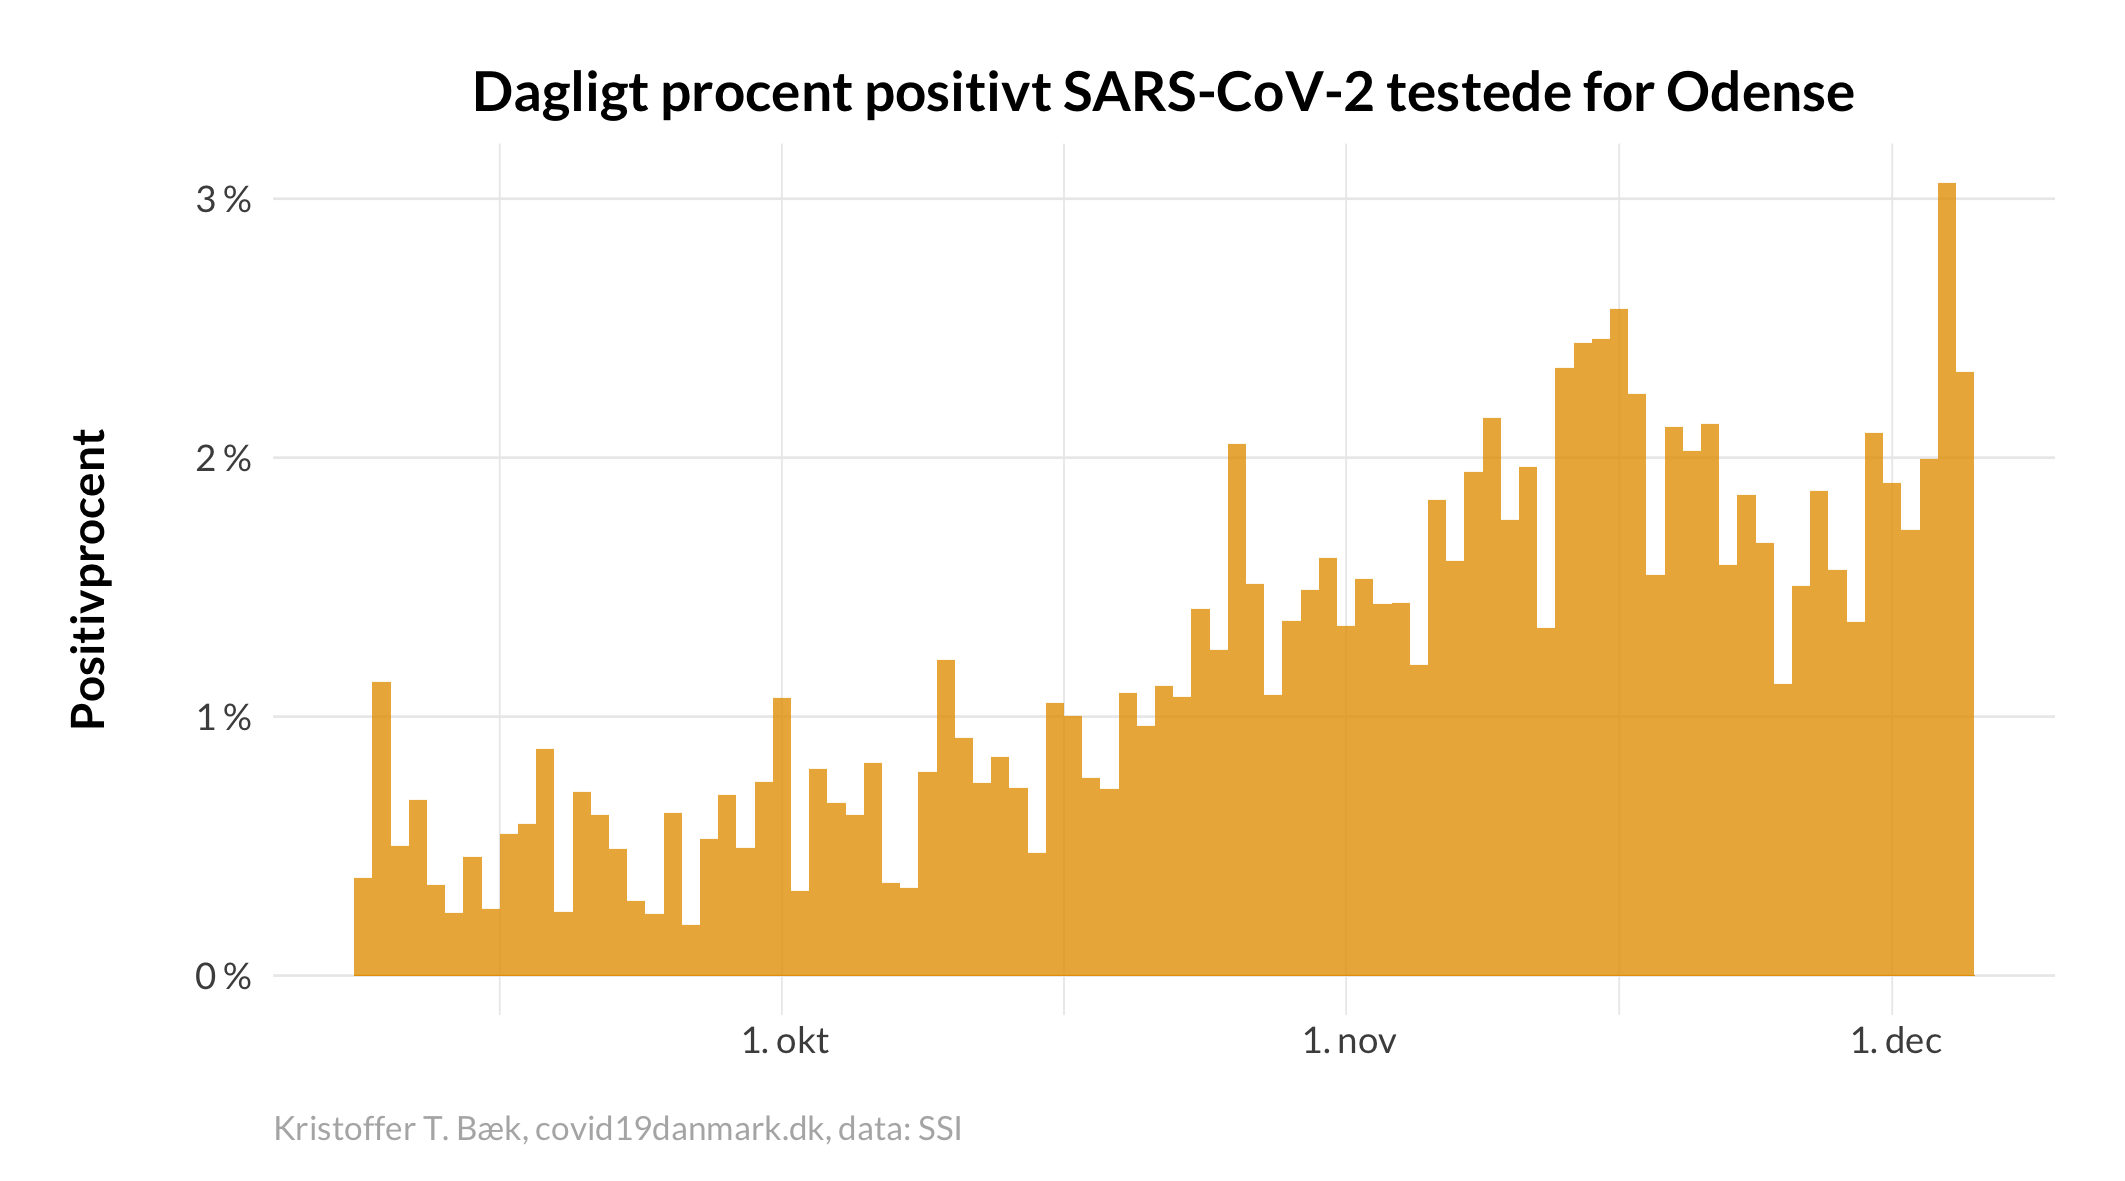 Dagligt procent positivt SARS-CoV-2 testede for Odense
Positivprocent
3 %
2 %
1 %
0 %
1. okt
1. nov
1. dec
Kristoffer T. Bæk, covid19danmark.dk, data: SSI